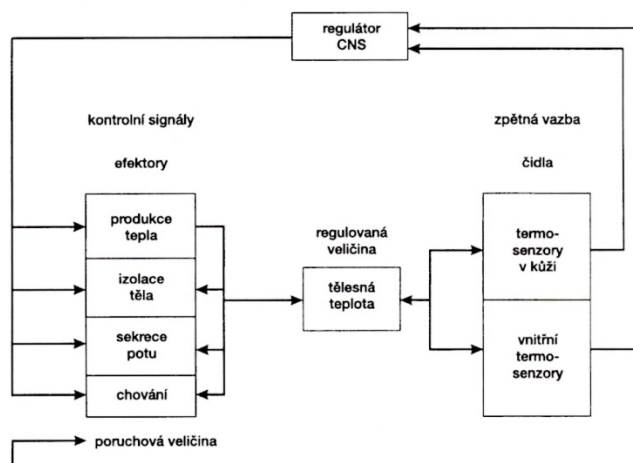 regulátor
CNS
kontrolní signály
zpětná vazba
efektory
čidla
produkce
tepla
izolace
těla
sekrece
potu
chování
regulovaná
veličina
tělesná
teplota
termo-
senzory
v kůži
vnitřní
termo-
senzory
poruchová veličina